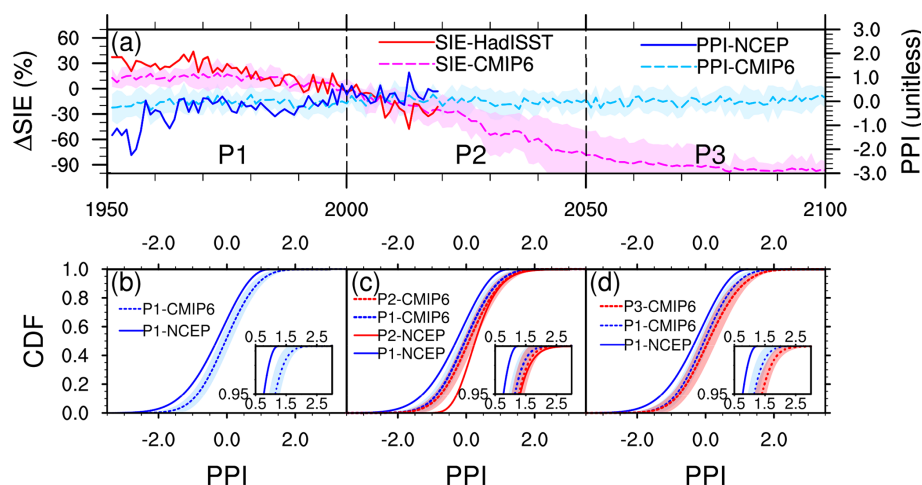 (a)
SIE-HadISST
SIE-CMIP6
PPI-NCEP
PPI-CMIP6
60
30
0
-30
-60
-90
ΔSIE (%)
3.0
2.0
1.0
0.0
-1.0
-2.0
-3.0
PPI (unitless)
P1 P2 P3
1950 2000 2050 2100
-2.0 0.0 2.0 -2.0 0.0 2.0 -2.0 0.0 2.0
1.0
0.8
0.6
0.4
0.2
0.0
CDF
(b)
P1-CMIP6
P1-NCEP
0.5 1.5 2.5
0.95
0.5 1.5 2.5
(c)
P2-CMIP6
P1-CMIP6
P2-NCEP
P1-NCEP
0.5 1.5 2.5
0.95
0.5 1.5 2.5
(d)
P3-CMIP6
P1-CMIP6
P1-NCEP
0.5 1.5 2.5
0.95
0.5 1.5 2.5
-2.0 0.0 2.0 -2.0 0.0 2.0 -2.0 0.0 2.0
PPI PPI PPI